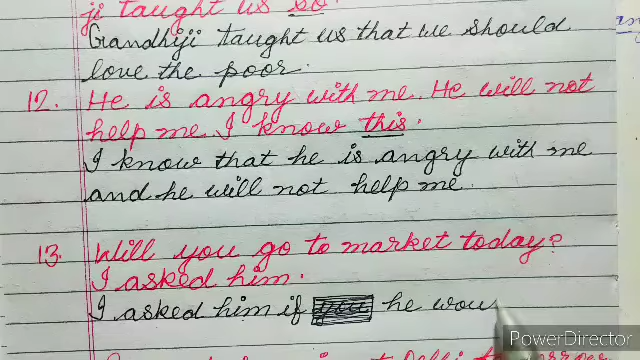 ji taught us so.
Gandhiji taught us that we should
love the poor.
12. He is angry with me. He will not
help me. I know this.
I know that he is angry with me
and he will not help me.
13. Will you go to market today?
I asked him.
I asked him if he wou
PowerDirector